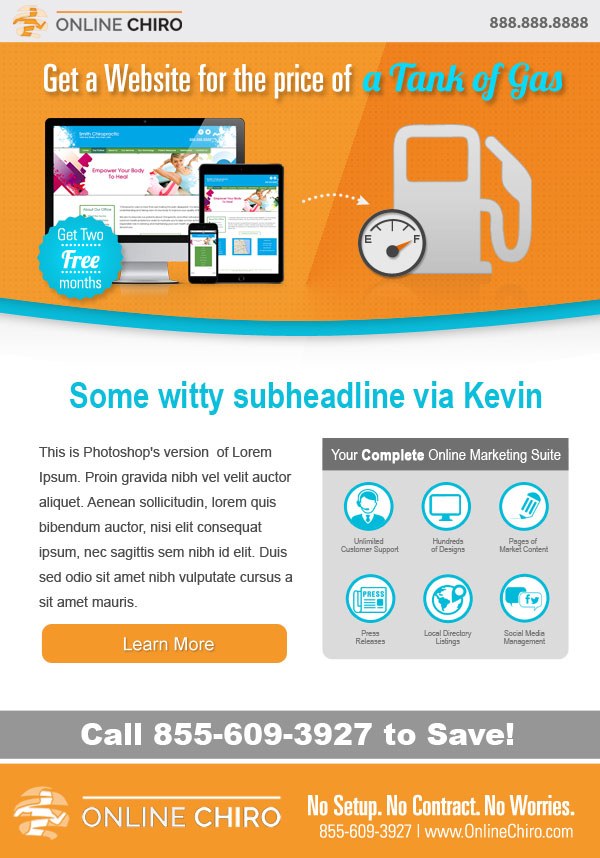 ONLINE CHIRO
888.888.8888
Get a Website for the price of a Tank of Gas
Smith Chiropractic
Empower Your Body
To Heal
About Our Office
Get Two
Free
months
E
F
Some witty subheadline via Kevin
This is Photoshop's version of Lorem
Ipsum. Proin gravida nibh vel velit auctor
aliquet. Aenean sollicitudin, lorem quis
bibendum auctor, nisi elit consequat
ipsum, nec sagittis sem nibh id elit. Duis
sed odio sit amet nibh vulputate cursus a
sit amet mauris.
Learn More
Your Complete Online Marketing Suite
Unlimited
Customer Support
Hundreds
of Designs
Pages of
Market Content
PRESS
Press
Releases
Local Directory
Listings
Social Media
Management
Call 855-609-3927 to Save!
ONLINE CHIRO
No Setup. No Contract. No Worries.
855-609-3927 | www.OnlineChiro.com